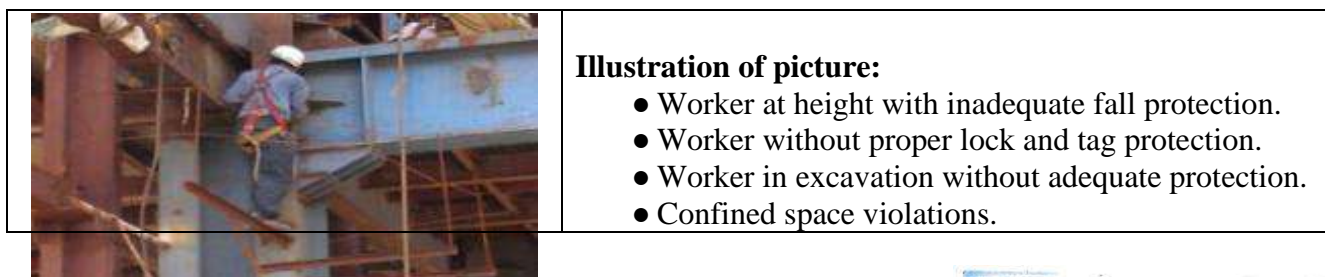 Illustration of picture:
● Worker at height with inadequate fall protection.
● Worker without proper lock and tag protection.
● Worker in excavation without adequate protection.
● Confined space violations.